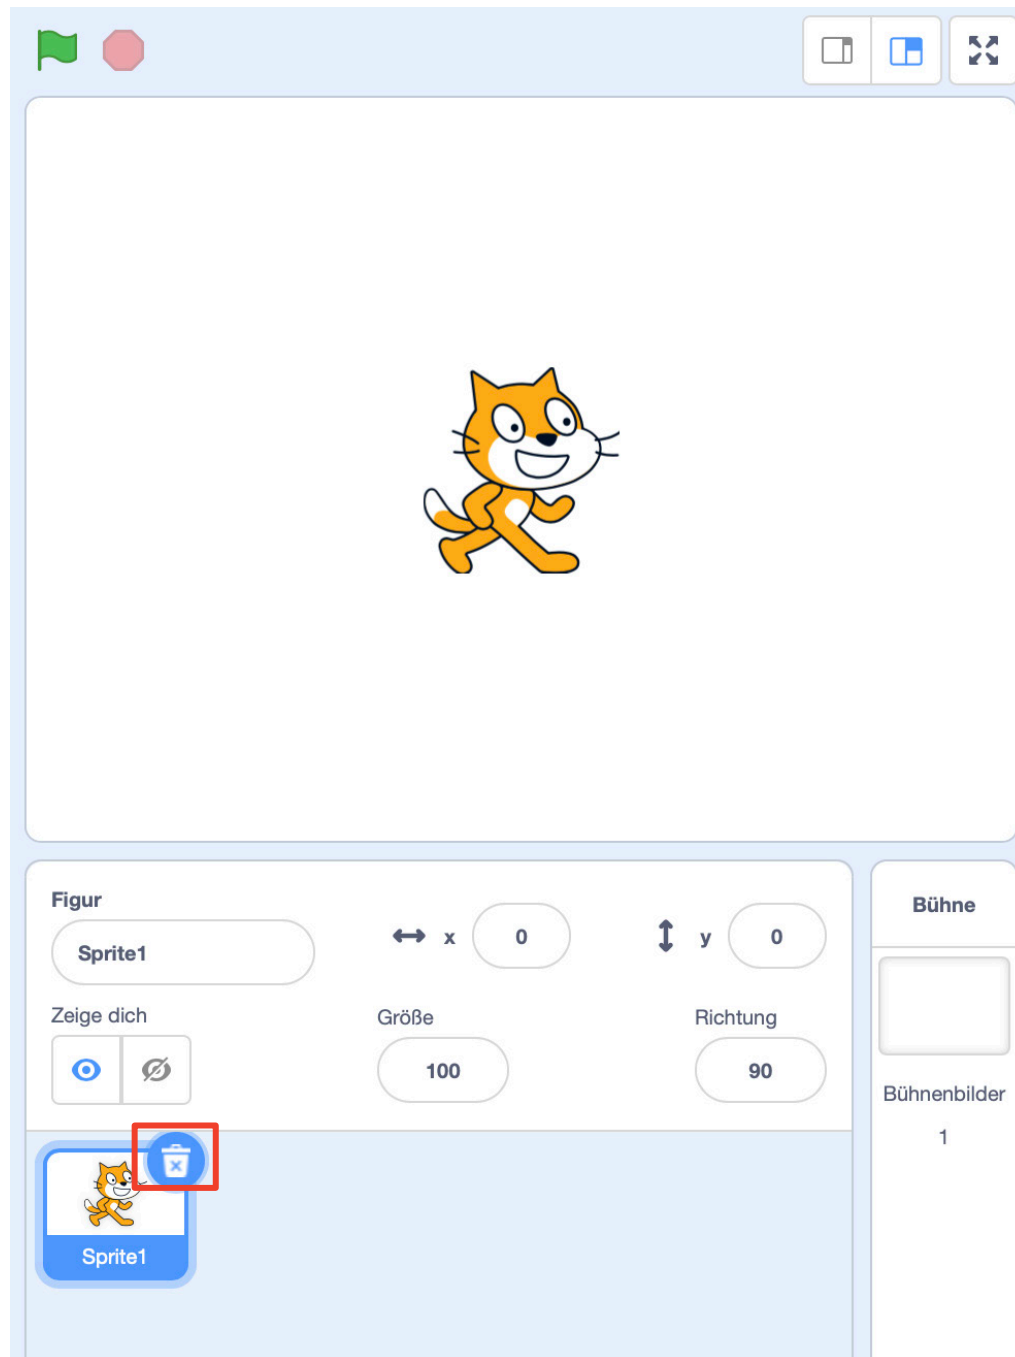 Figur
Sprite1
x 0
y 0
Zeige dich
Größe
100
Richtung
90
Sprite1
Bühne
Bühnenbilder
1